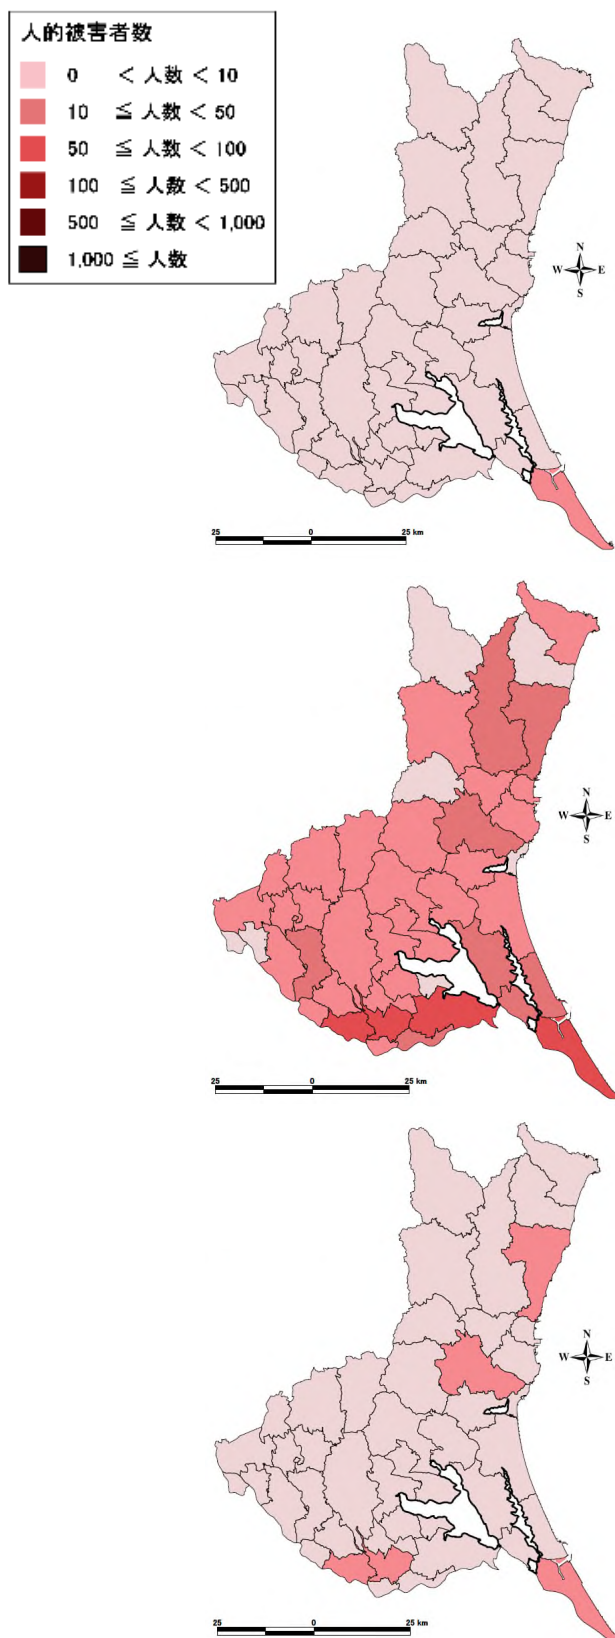 人的被害者数
0 < 人数 < 10
10 ≦ 人数 < 50
50 ≦ 人数 < 100
100 ≦ 人数 < 500
500 ≦ 人数 < 1,000
1,000 ≦ 人数
N
W E
S
25 0 25 km
N
W E
S
25 0 25 km
N
W E
S
25 0 25 km